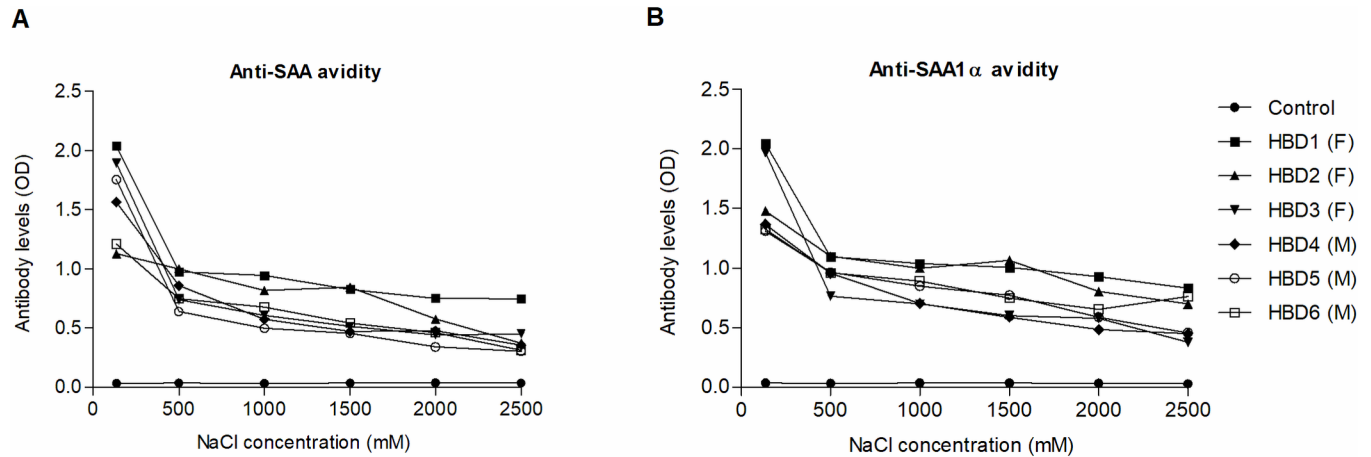 A
Anti-SAA avidity
Antibody levels (OD)
2.5
2.0
1.5
1.0
0.5
0.0
0 500 1000 1500 2000 2500
NaCl concentration (mM)
B
Anti-SAA1α avidity
Antibody levels (OD)
2.5
2.0
1.5
1.0
0.5
0.0
0 500 1000 1500 2000 2500
NaCl concentration (mM)
Control
HBD1 (F)
HBD2 (F)
HBD3 (F)
HBD4 (M)
HBD5 (M)
HBD6 (M)